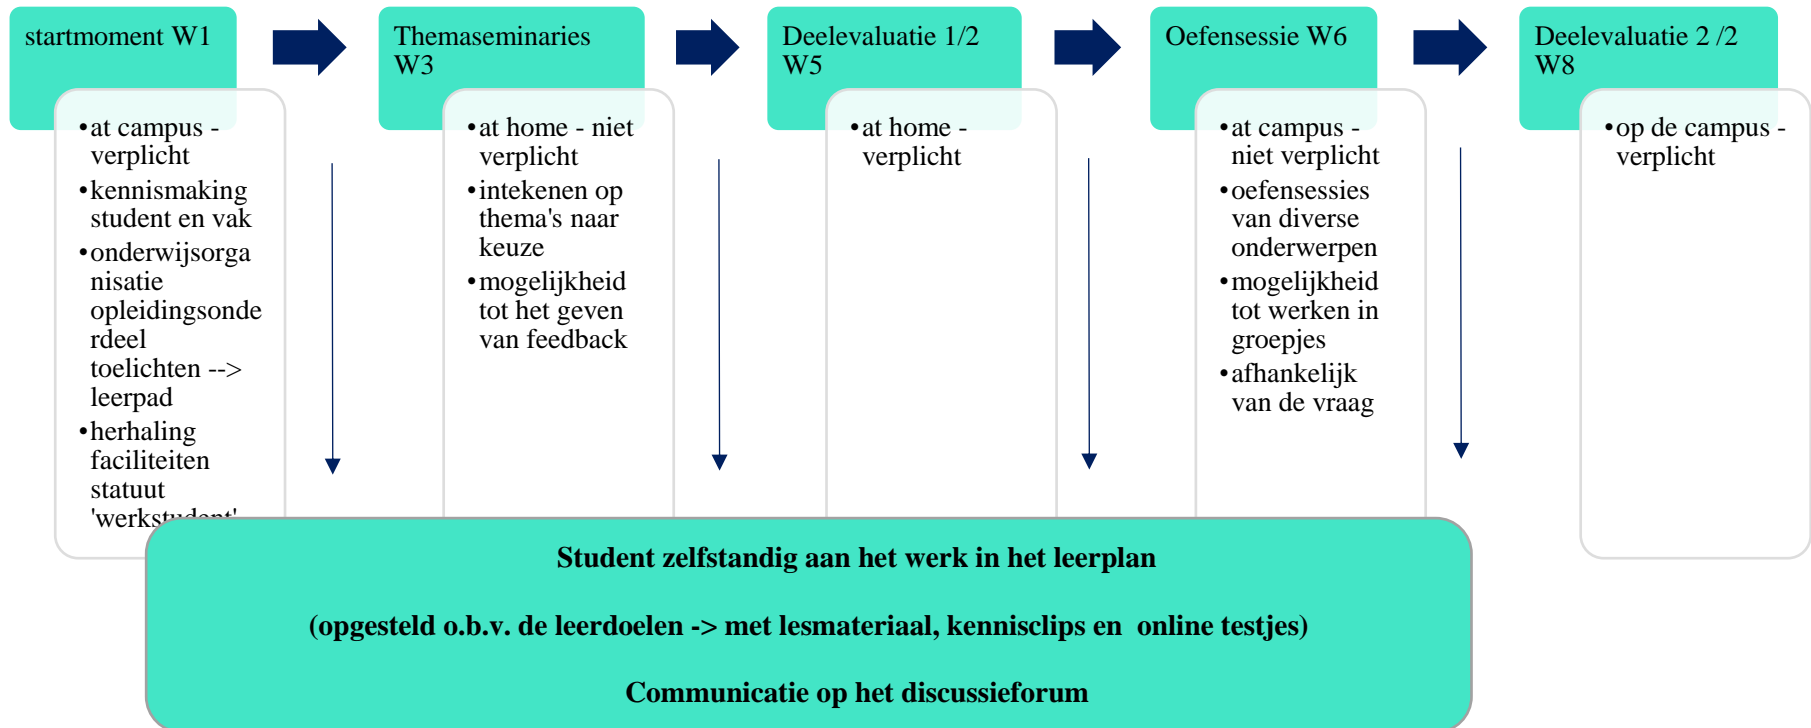 startmoment W1
•at campus -
verplicht
•kennismaking
student en vak
•onderwijsorga
nisatie
opleidingsonde
rdeel
toelichten -->
leerpad
•herhaling
faciliteiten
statuut
'werkstudent'
Themaseminaries
W3
•at home - niet
verplicht
•intekenen op
thema's naar
keuze
•mogelijkheid
tot het geven
van feedback
Deelevaluatie 1/2
W5
•at home -
verplicht
Oefensessie W6
•at campus -
niet verplicht
•oefensessies
van diverse
onderwerpen
•mogelijkheid
tot werken in
groepjes
•afhankelijk
van de vraag
Deelevaluatie 2 /2
W8
•op de campus -
verplicht
Student zelfstandig aan het werk in het leerplan
(opgesteld o.b.v. de leerdoelen -> met lesmateriaal, kennisclips en  online testjes)
Communicatie op het discussieforum